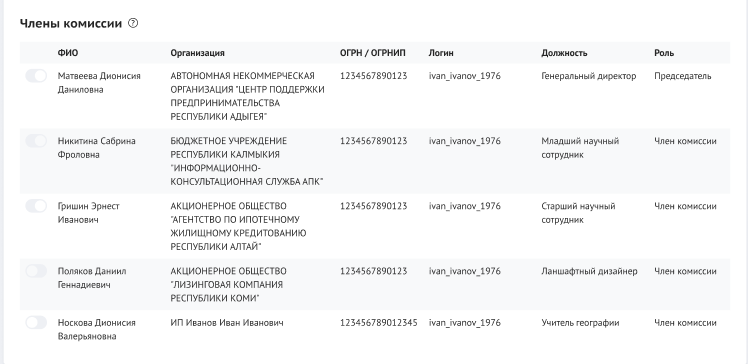 Члены комиссии ?
ФИО Организация ОГРН / ОГРНИП Логин Должность Роль
Матвеева Дионисия АВТОНОМНАЯ НЕКОММЕРЧЕСКАЯ 1234567890123 ivan_ivanov_1976 Генеральный директор Председатель
Даниловна ОРГАНИЗАЦИЯ "ЦЕНТР ПОДДЕРЖКИ
ПРЕДПРИНИМАТЕЛЬСТВА
РЕСПУБЛИКИ АДЫГЕЯ"
Никитина Сабрина БЮДЖЕТНОЕ УЧРЕЖДЕНИЕ 1234567890123 ivan_ivanov_1976 Младший научный Член комиссии
Фроловна РЕСПУБЛИКИ КАЛМЫКИЯ сотрудник
"ИНФОРМАЦИОННО-
КОНСУЛЬТАЦИОННАЯ СЛУЖБА АПК"
Гришин Эрнест АКЦИОНЕРНОЕ ОБЩЕСТВО 1234567890123 ivan_ivanov_1976 Старший научный Член комиссии
Иванович "АГЕНТСТВО ПО ИПОТЕЧНОМУ сотрудник
ЖИЛИЩНОМУ КРЕДИТОВАНИЮ
РЕСПУБЛИКИ АЛТАЙ"
Поляков Даниил АКЦИОНЕРНОЕ ОБЩЕСТВО 1234567890123 ivan_ivanov_1976 Ланшафтный дизайнер Член комиссии
Геннадиевич "ЛИЗИНГОВАЯ КОМПАНИЯ
РЕСПУБЛИКИ КОМИ"
Носкова Дионисия ИП Иванов Иван Иванович 123456789012345 ivan_ivanov_1976 Учитель географии Член комиссии
Валерьяновна